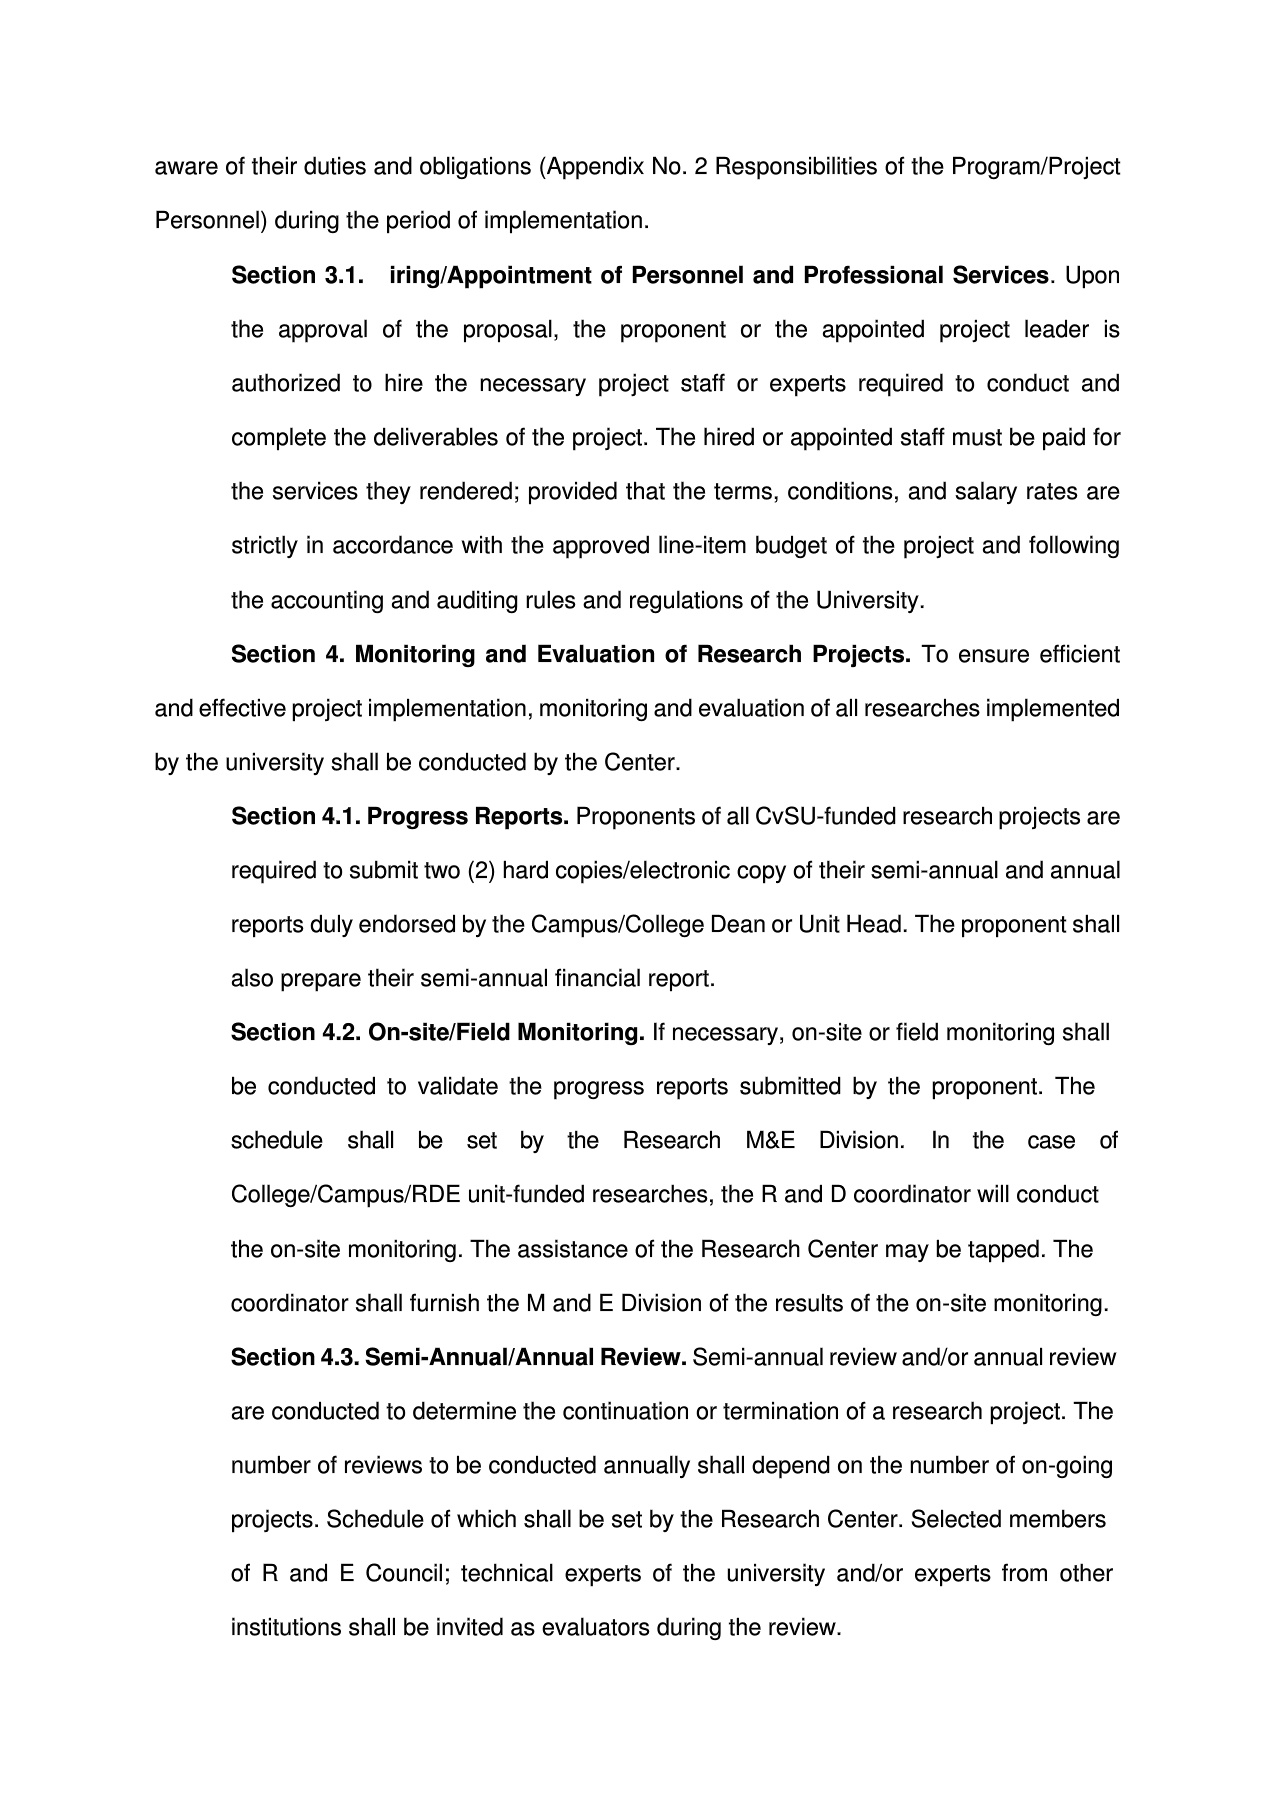 aware of their duties and obligations (Appendix No. 2 Responsibilities of the Program/Project
Personnel) during the period of implementation.
Section 3.1. iring/Appointment of Personnel and Professional Services. Upon
the approval of the proposal, the proponent or the appointed project leader is
authorized to hire the necessary project staff or experts required to conduct and
complete the deliverables of the project. The hired or appointed staff must be paid for
the services they rendered; provided that the terms, conditions, and salary rates are
strictly in accordance with the approved line-item budget of the project and following
the accounting and auditing rules and regulations of the University.
Section 4. Monitoring and Evaluation of Research Projects. To ensure efficient
and effective project implementation, monitoring and evaluation of all researches implemented
by the university shall be conducted by the Center.
Section 4.1. Progress Reports. Proponents of all CvSU-funded research projects are
required to submit two (2) hard copies/electronic copy of their semi-annual and annual
reports duly endorsed by the Campus/College Dean or Unit Head. The proponent shall
also prepare their semi-annual financial report.
Section 4.2. On-site/Field Monitoring. If necessary, on-site or field monitoring shall
be conducted to validate the progress reports submitted by the proponent. The
schedule shall be set by the Research M&E Division. In the case of
College/Campus/RDE unit-funded researches, the R and D coordinator will conduct
the on-site monitoring. The assistance of the Research Center may be tapped. The
coordinator shall furnish the M and E Division of the results of the on-site monitoring.
Section 4.3. Semi-Annual/Annual Review. Semi-annual review and/or annual review
are conducted to determine the continuation or termination of a research project. The
number of reviews to be conducted annually shall depend on the number of on-going
projects. Schedule of which shall be set by the Research Center. Selected members
of R and E Council; technical experts of the university and/or experts from other
institutions shall be invited as evaluators during the review.